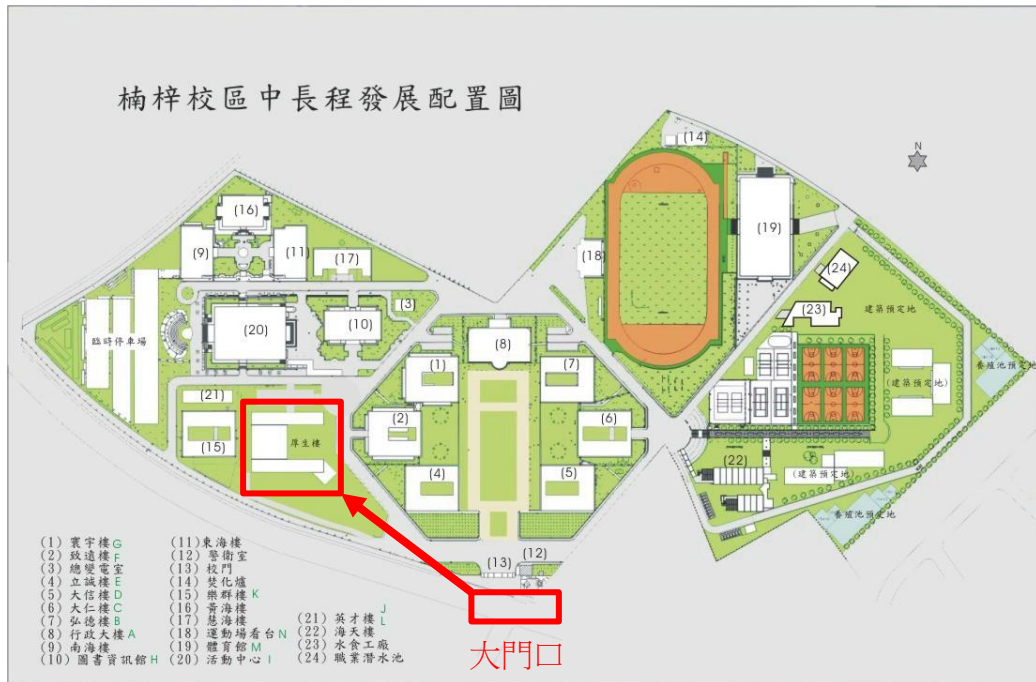 楠梓校區中長程發展配置圖
N
(14)
(16)
(19)
(9)
(11)
(17)
(18)
(24)
(3)
(23)
建築預定地
臨時停車場
(20)
(10)
(8)
養殖池預定地
(1)
(7)
(建築預定地)
(21)
(2)
(6)
(15)
厚生樓
(22)
(4)
(5)
(建築預定地)
養殖池預定地
(13)
(12)
(1) 寰宇樓 G
(2) 致遠樓 F
(3) 總變電室
(4) 立誠樓 E
(5) 大信樓 D
(6) 大仁樓 C
(7) 弘德樓 B
(8) 行政大樓 A
(9) 南海樓
(10) 圖書資訊館 H
(11) 東海樓
(12) 警衛室
(13) 校門
(14) 焚化爐
(15) 樂群樓 K
(16) 黃海樓
(17) 慧海樓
(18) 運動場看台 N
(19) 體育館 M
(20) 活動中心 I
J
(21) 英才樓 L
(22) 海天樓
(23) 水食工廠
(24) 職業潛水池
大門口